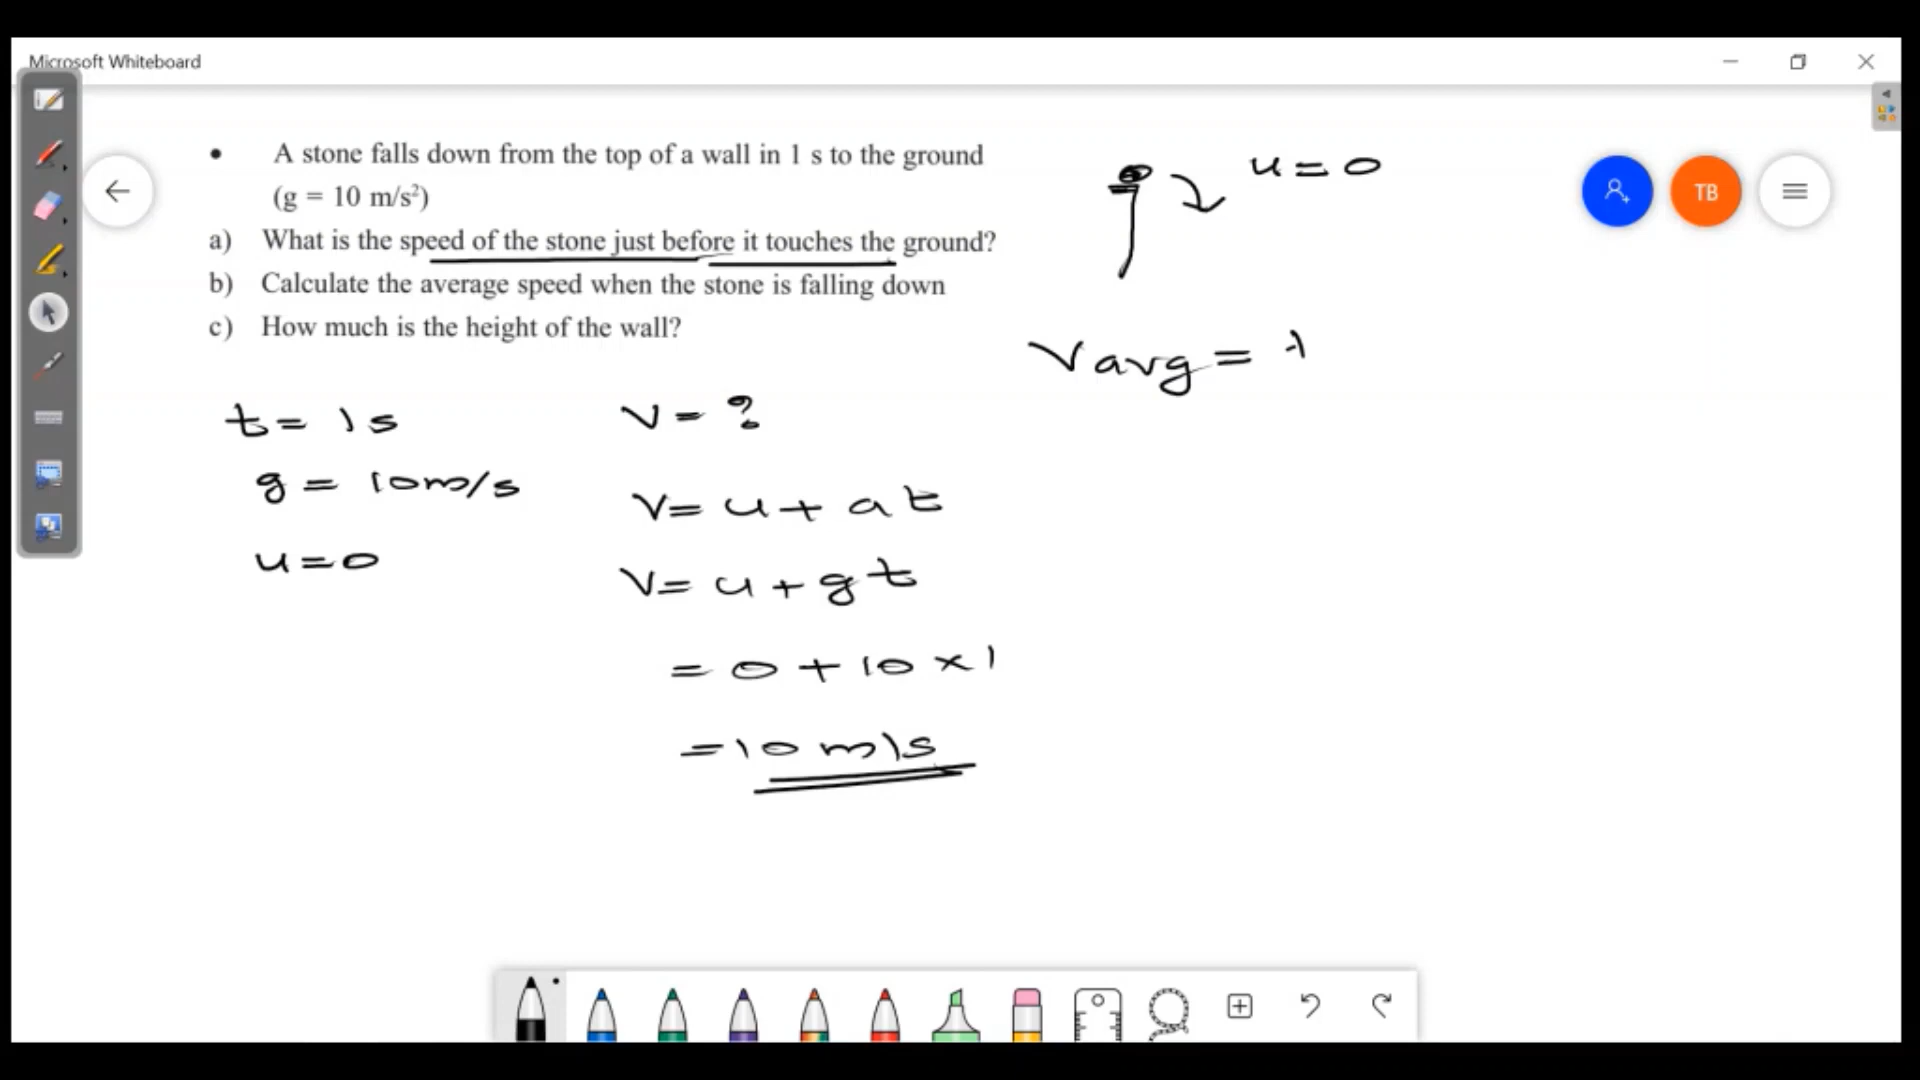 Microsoft Whiteboard
• A stone falls down from the top of a wall in 1 s to the ground
(g = 10 m/s²)
a) What is the speed of the stone just before it touches the ground?
b) Calculate the average speed when the stone is falling down
c) How much is the height of the wall?
u = 0
TB
Vavg =
t = 1s
g = 10m/s
u = 0
v = ?
v = u + at
v = u + gt
= 0 + 10 × 1
= 10 m/s